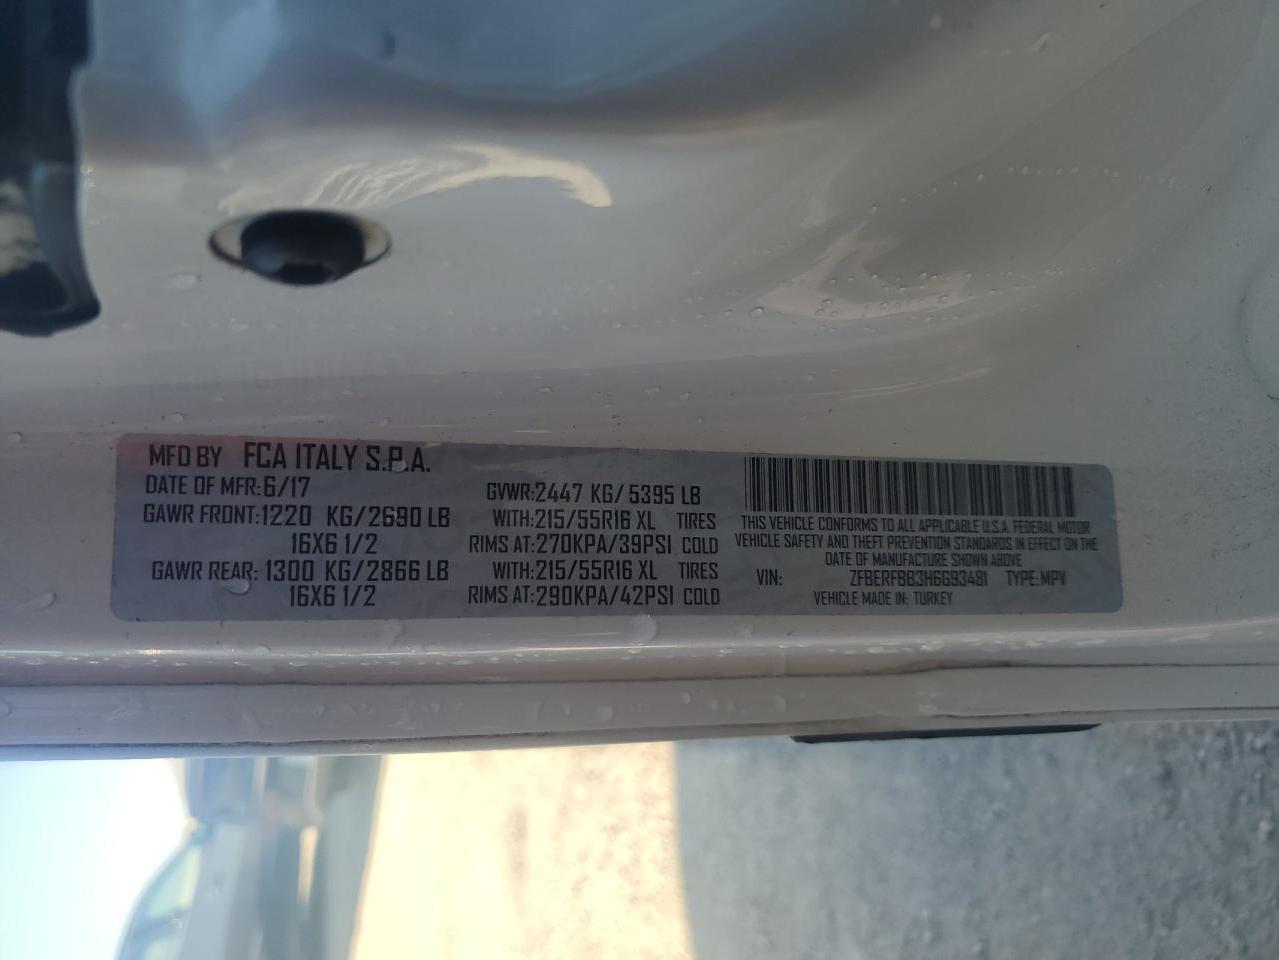 MFD BY FCA ITALY S.P.A.
DATE OF MFR:6/17
GVWR:2447 KG/5395 LB
GAWR FRONT:1220 KG/2690 LB WITH:215/55R16 XL TIRES
16X6 1/2 RIMS AT:270KPA/39PSI COLD
GAWR REAR:1300 KG/2866 LB WITH:215/55R16 XL TIRES
16X6 1/2 RIMS AT:290KPA/42PSI COLD
THIS VEHICLE CONFORMS TO ALL APPLICABLE U.S.A. FEDERAL MOTOR
VEHICLE SAFETY AND THEFT PREVENTION STANDARDS IN EFFECT ON THE
DATE OF MANUFACTURE SHOWN ABOVE
VIN: ZFBERFBB3H6G93481 TYPE:MPV
VEHICLE MADE IN: TURKEY